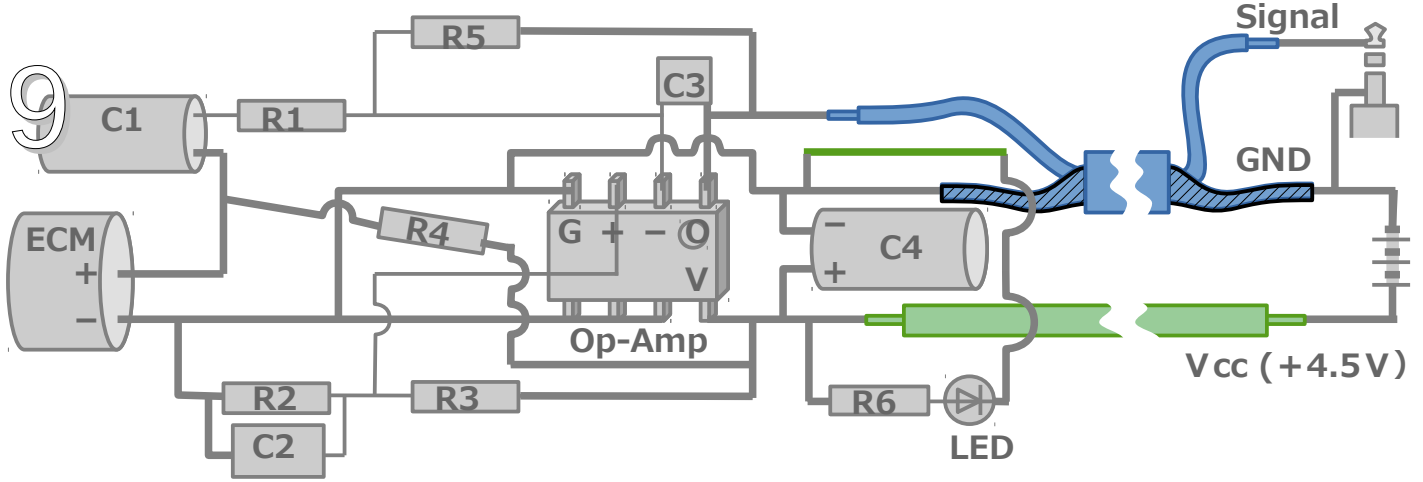 Signal
R5
9
C1
R1
C3
GND
ECM
+
−
R4
G + − O
V
−
C4
+
Op-Amp
Vcc (+4.5V)
R2
R3
R6
C2
LED